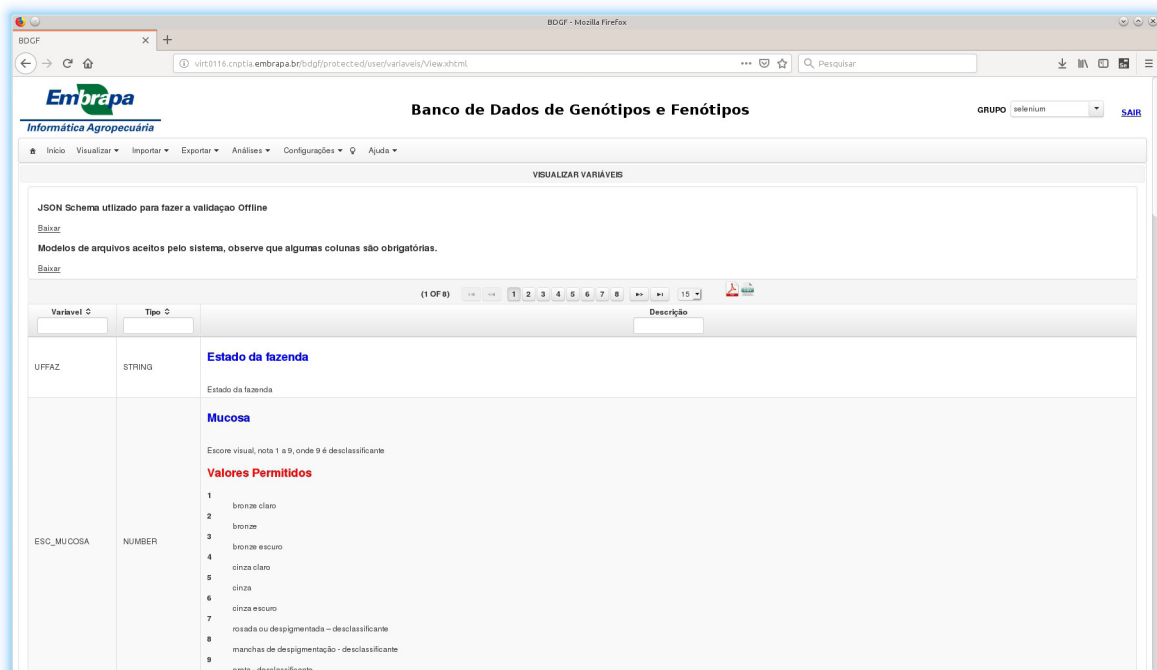 BDGF - Mozilla Firefox
BDGF
virt0116.cnptia.embrapa.br/bdgf/protected/user/variaveis/View.xhtml
Pesquisar
Embrapa
Informática Agropecuária
Banco de Dados de Genótipos e Fenótipos
GRUPO selenium SAIR
Início Visualizar Importar Exportar Análises Configurações Ajuda
VISUALIZAR VARIÁVEIS
JSON Schema utlizado para fazer a validaçao Offline
Baixar
Modelos de arquivos aceitos pelo sistema, observe que algumas colunas são obrigatórias.
Baixar
(1 OF 8) 1 2 3 4 5 6 7 8 15
Variavel Tipo Descrição
UFFAZ STRING
Estado da fazenda
Estado da fazenda
ESC_MUCOSA NUMBER
Mucosa
Escore visual, nota 1 a 9, onde 9 é desclassificante
Valores Permitidos
1
bronze claro
2
bronze
3
bronze escuro
4
cinza claro
5
cinza
6
cinza escuro
7
rosada ou despigmentada – desclassificante
8
manchas de despigmentação - desclassificante
9